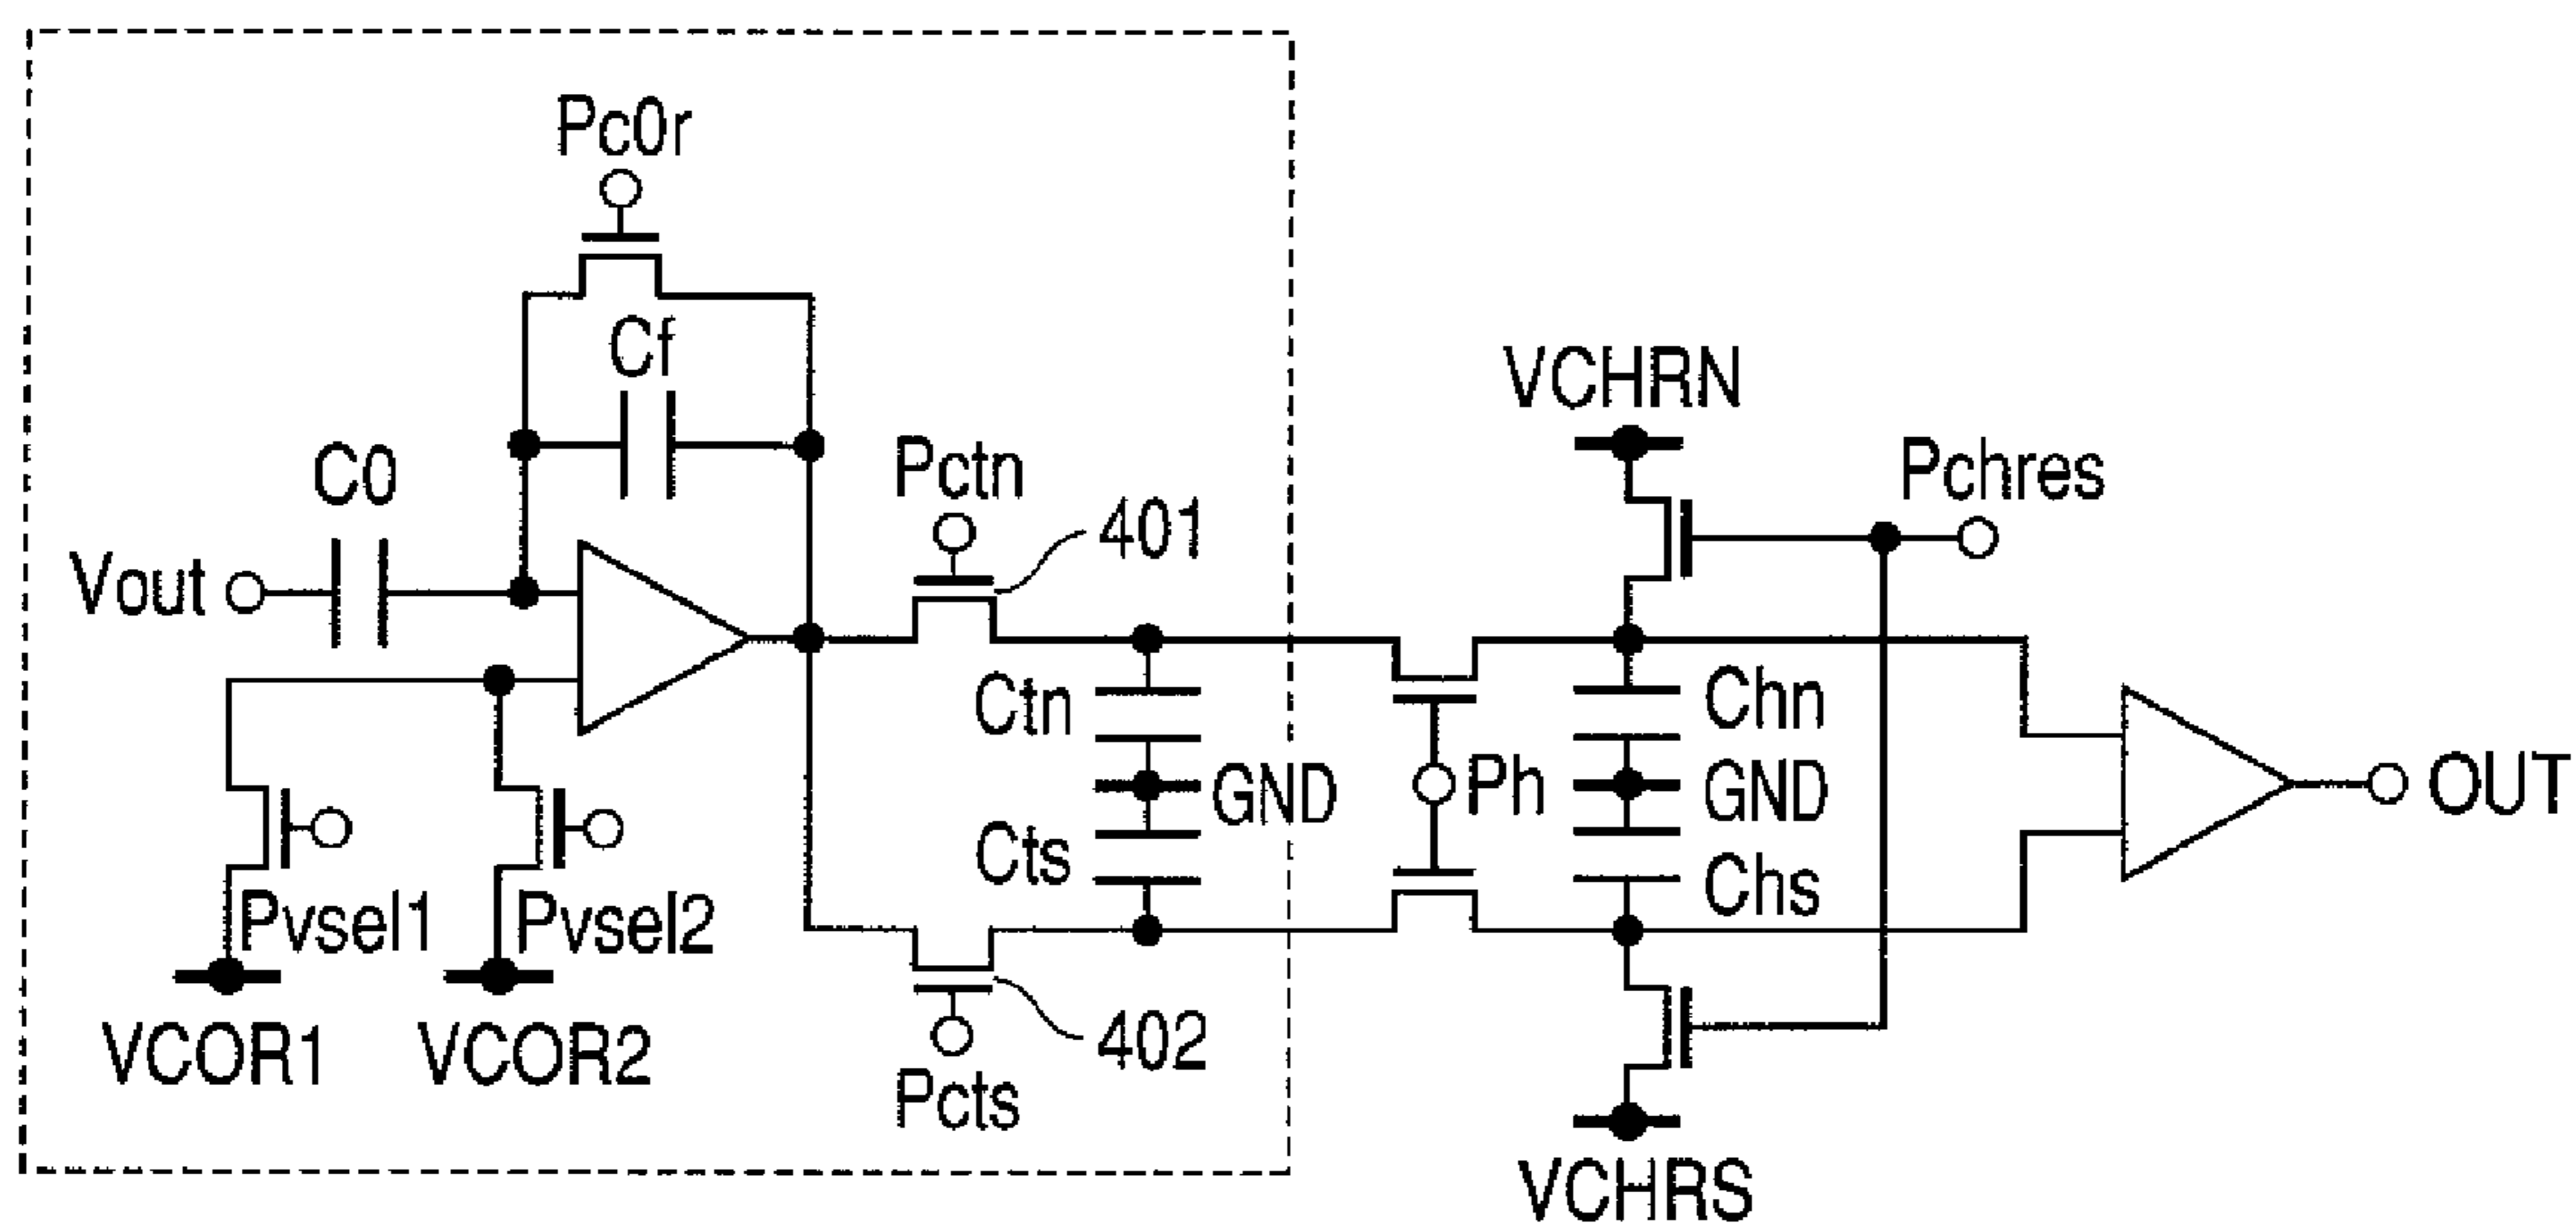 Pc0r
Cf
VCHRN
C0
Pctn
Pchres
401
Vout
Ctn
Chn
GND
Ph
GND
OUT
Cts
Chs
Pvsel1
Pvsel2
VCOR1
VCOR2
402
Pcts
VCHRS